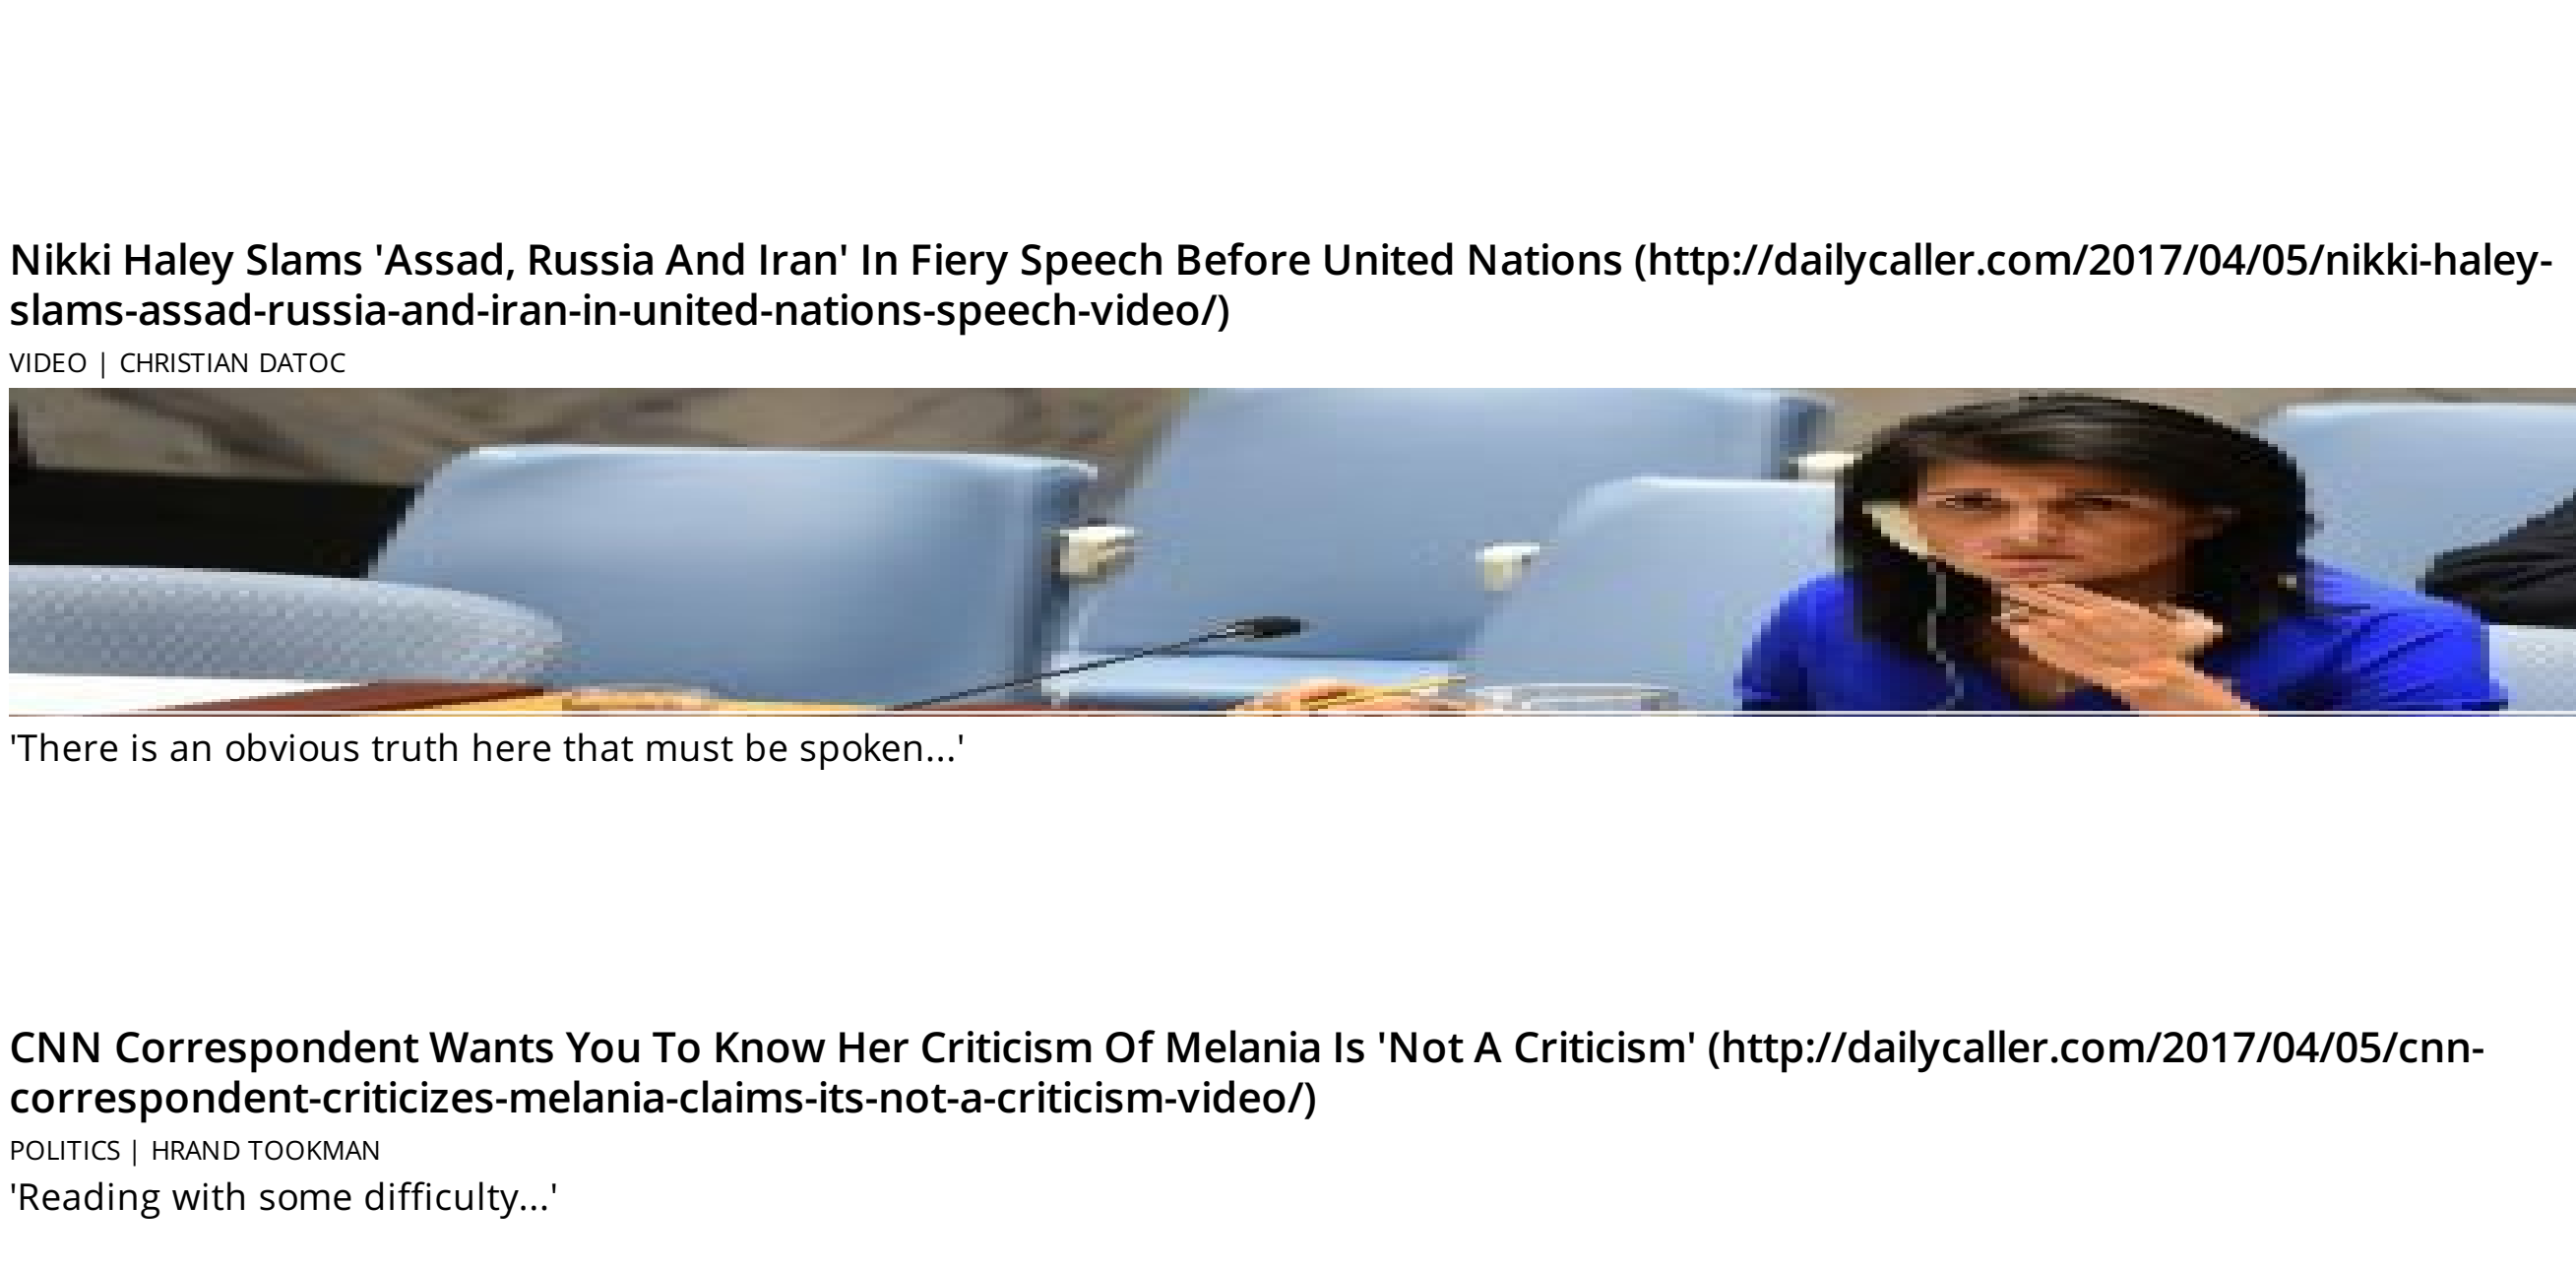 Nikki Haley Slams 'Assad, Russia And Iran' In Fiery Speech Before United Nations (http://dailycaller.com/2017/04/05/nikki-haley-
slams-assad-russia-and-iran-in-united-nations-speech-video/)
VIDEO | CHRISTIAN DATOC
'There is an obvious truth here that must be spoken...'
CNN Correspondent Wants You To Know Her Criticism Of Melania Is 'Not A Criticism' (http://dailycaller.com/2017/04/05/cnn-
correspondent-criticizes-melania-claims-its-not-a-criticism-video/)
POLITICS | HRAND TOOKMAN
'Reading with some difficulty...'